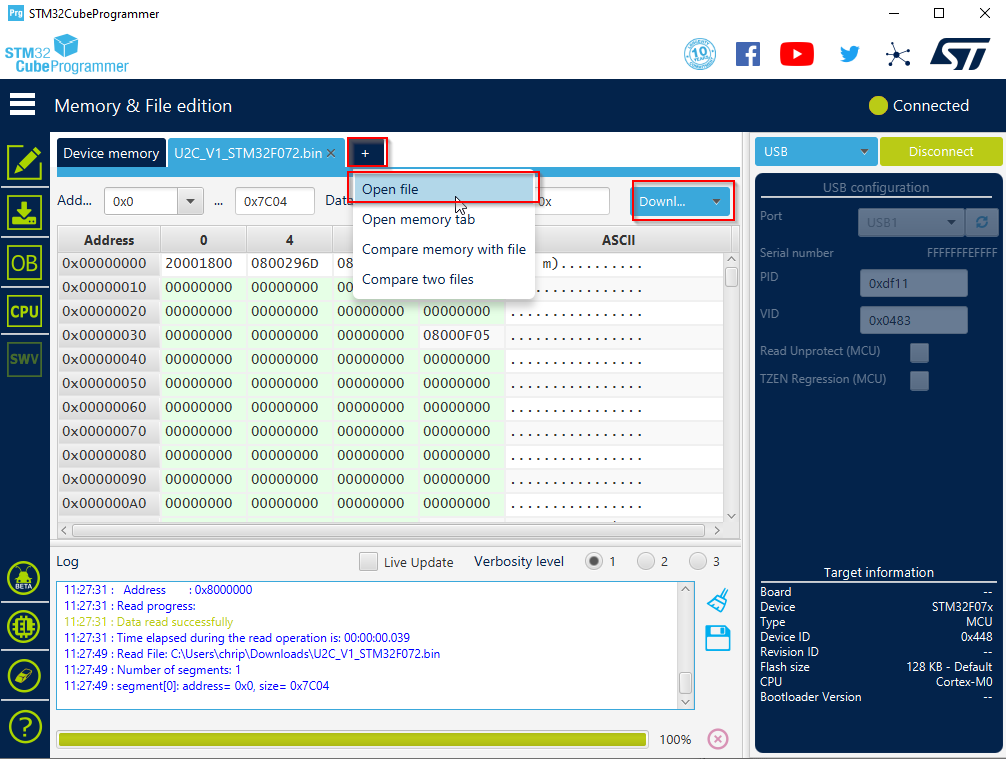 Prg STM32CubeProgrammer
STM32
CubeProgrammer
10
Memory & File edition
Connected
Device memory U2C_V1_STM32F072.bin × +
USB
Disconnect
Add... 0x0 ... 0x7C04 Data 0x Downl...
Open file
Open memory tab
Compare memory with file
Compare two files
USB configuration
Port USB1
Serial number FFFFFFFEFFFF
PID 0xdf11
VID 0x0483
Read Unprotect (MCU)
TZEN Regression (MCU)
OB
CPU
SWV
Address 0 4 ASCII
0x00000000 20001800 0800296D 08 m)..........
0x00000010 00000000 00000000 00 ................
0x00000020 00000000 00000000 00000000 00000000 ................
0x00000030 00000000 00000000 00000000 08000F05 ................
0x00000040 00000000 00000000 00000000 00000000 ................
0x00000050 00000000 00000000 00000000 00000000 ................
0x00000060 00000000 00000000 00000000 00000000 ................
0x00000070 00000000 00000000 00000000 00000000 ................
0x00000080 00000000 00000000 00000000 00000000 ................
0x00000090 00000000 00000000 00000000 00000000 ................
0x000000A0 00000000 00000000 00000000 00000000 ................
Log Live Update Verbosity level 1 2 3
11:27:31 : Address : 0x8000000
11:27:31 : Read progress:
11:27:31 : Data read successfully
11:27:31 : Time elapsed during the read operation is: 00:00:00.039
11:27:49 : Read File: C:\Users\chrip\Downloads\U2C_V1_STM32F072.bin
11:27:49 : Number of segments: 1
11:27:49 : segment[0]: address= 0x0, size= 0x7C04
100%
BETA
EL
?
Target information
Board --
Device STM32F07x
Type MCU
Device ID 0x448
Revision ID --
Flash size 128 KB - Default
CPU Cortex-M0
Bootloader Version --